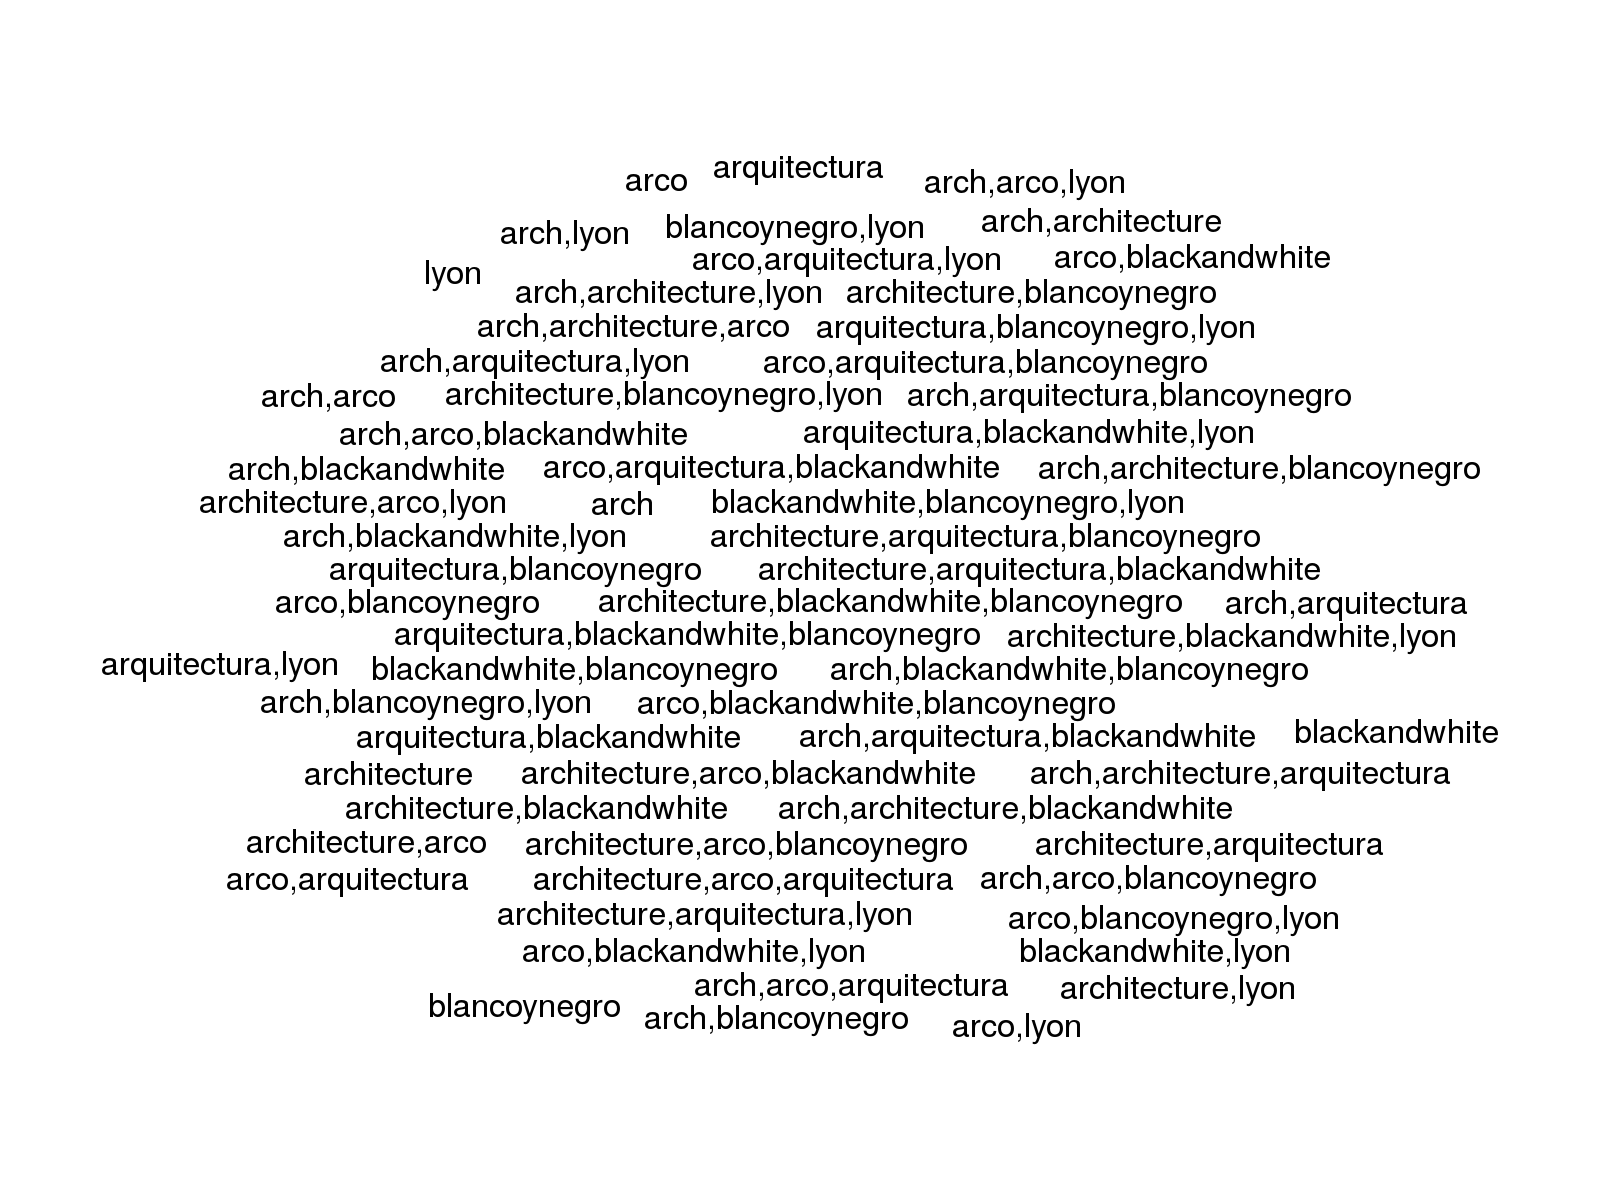 arco arquitectura arch,arco,lyon
arch,lyon blancoynegro,lyon arch,architecture
arco,arquitectura,lyon arco,blackandwhite
lyon
arch,architecture,lyon architecture,blancoynegro
arch,architecture,arco arquitectura,blancoynegro,lyon
arch,arquitectura,lyon arco,arquitectura,blancoynegro
arch,arco architecture,blancoynegro,lyon arch,arquitectura,blancoynegro
arch,arco,blackandwhite arquitectura,blackandwhite,lyon
arch,blackandwhite arco,arquitectura,blackandwhite arch,architecture,blancoynegro
architecture,arco,lyon arch blackandwhite,blancoynegro,lyon
arch,blackandwhite,lyon architecture,arquitectura,blancoynegro
arquitectura,blancoynegro architecture,arquitectura,blackandwhite
arco,blancoynegro architecture,blackandwhite,blancoynegro arch,arquitectura
arquitectura,blackandwhite,blancoynegro architecture,blackandwhite,lyon
arquitectura,lyon blackandwhite,blancoynegro arch,blackandwhite,blancoynegro
arch,blancoynegro,lyon arco,blackandwhite,blancoynegro
arquitectura,blackandwhite arch,arquitectura,blackandwhite blackandwhite
architecture architecture,arco,blackandwhite arch,architecture,arquitectura
architecture,blackandwhite arch,architecture,blackandwhite
architecture,arco architecture,arco,blancoynegro architecture,arquitectura
arco,arquitectura architecture,arco,arquitectura arch,arco,blancoynegro
architecture,arquitectura,lyon arco,blancoynegro,lyon
arco,blackandwhite,lyon blackandwhite,lyon
arch,arco,arquitectura architecture,lyon
blancoynegro arch,blancoynegro arco,lyon